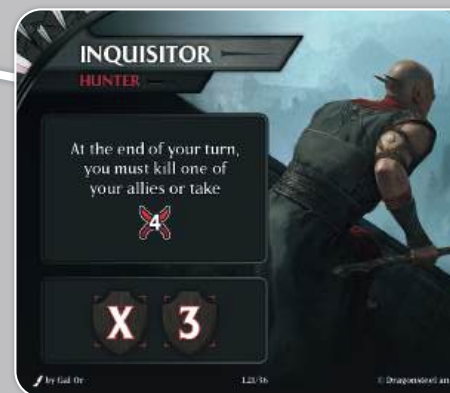 INQUISITOR
HUNTER
At the end of your turn,
you must kill one of
your allies or take
4
X 3
by Gal Or
© Dragonsteel an